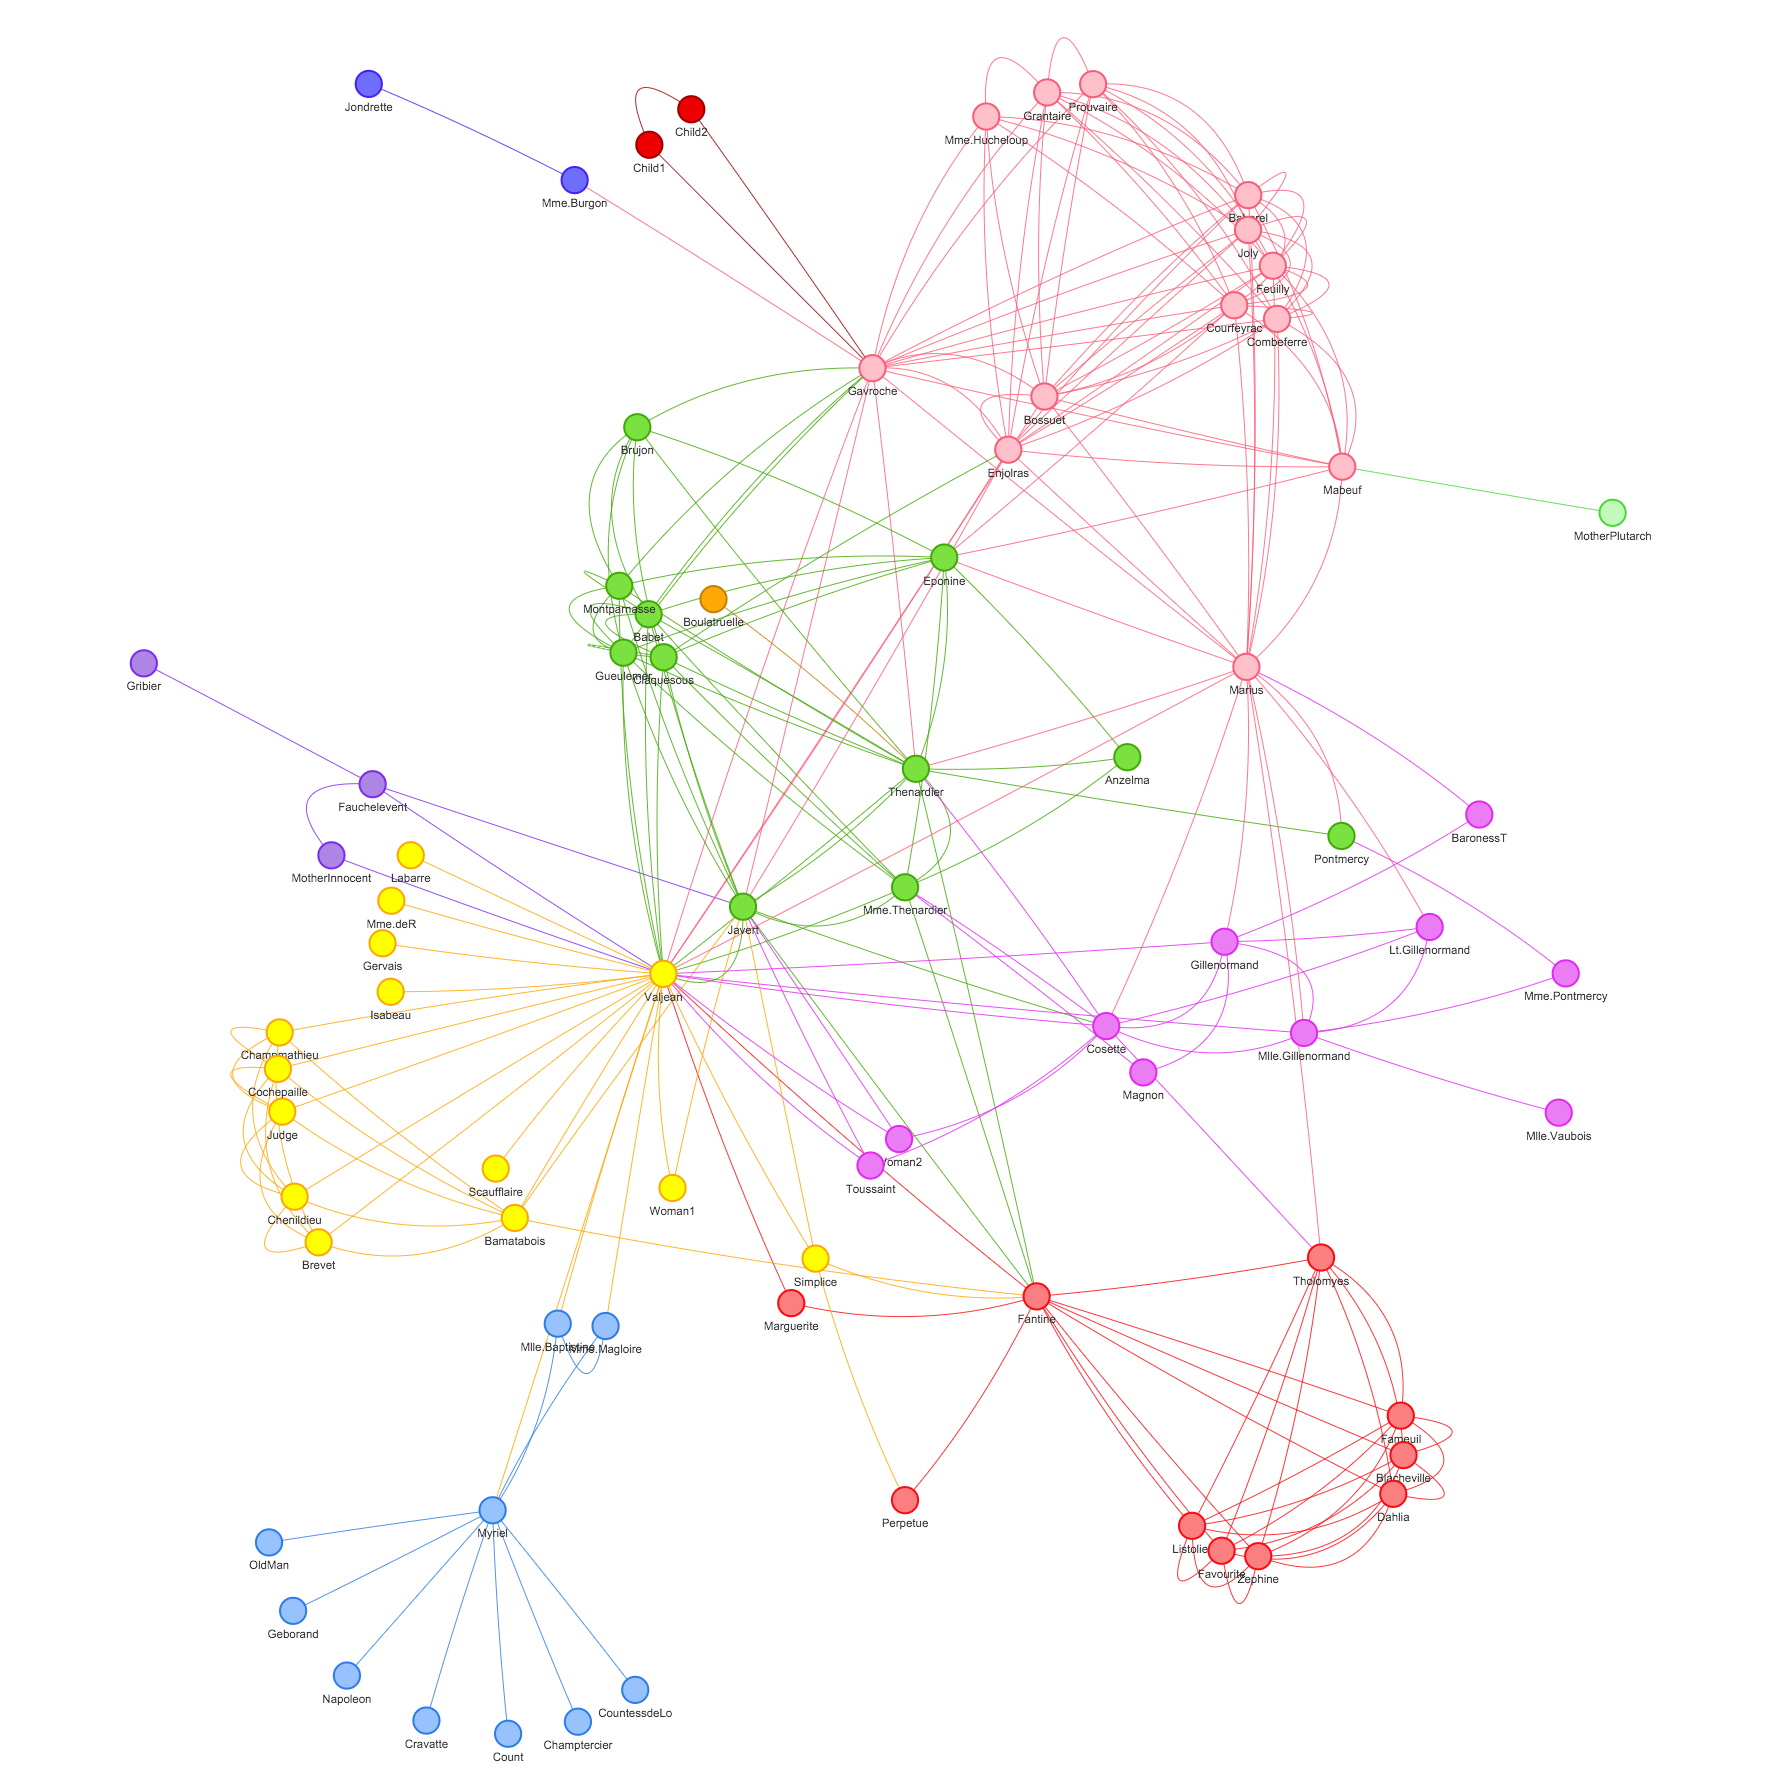 Jondrette
Child2
Prouvaire
Grantaire
Mme.Hucheloup
Child1
Mme.Burgon
Joly
Feuilly
Courfeyrac
Combeferre
Gavroche
Bossuet
Brujon
Enjolras
Mabeuf
MotherPlutarch
Eponine
Montparnasse
Boulatruelle
Babet
Gueulemer
Claquesous
Gribier
Marius
Anzelma
Thenardier
Fauchelevent
BaronessT
Pontmercy
MotherInnocent
Labarre
Mme.Thenardier
Mme.deR
Javert
Lt.Gillenormand
Gillenormand
Gervais
Valjean
Mme.Pontmercy
Isabeau
Cosette
Champmathieu
Mlle.Gillenormand
Cochepaille
Magnon
Judge
Mlle.Vaubois
Woman2
Toussaint
Scaufflaire
Woman1
Chenildieu
Bamatabois
Brevet
Simplice
Tholomyes
Fantine
Marguerite
Mlle.Baptistine
Mme.Magloire
Fameuil
Blacheville
Dahlia
Perpetue
Myriel
Listolier
OldMan
Favourite
Zephine
Geborand
Napoleon
CountessdeLo
Cravatte
Champtercier
Count